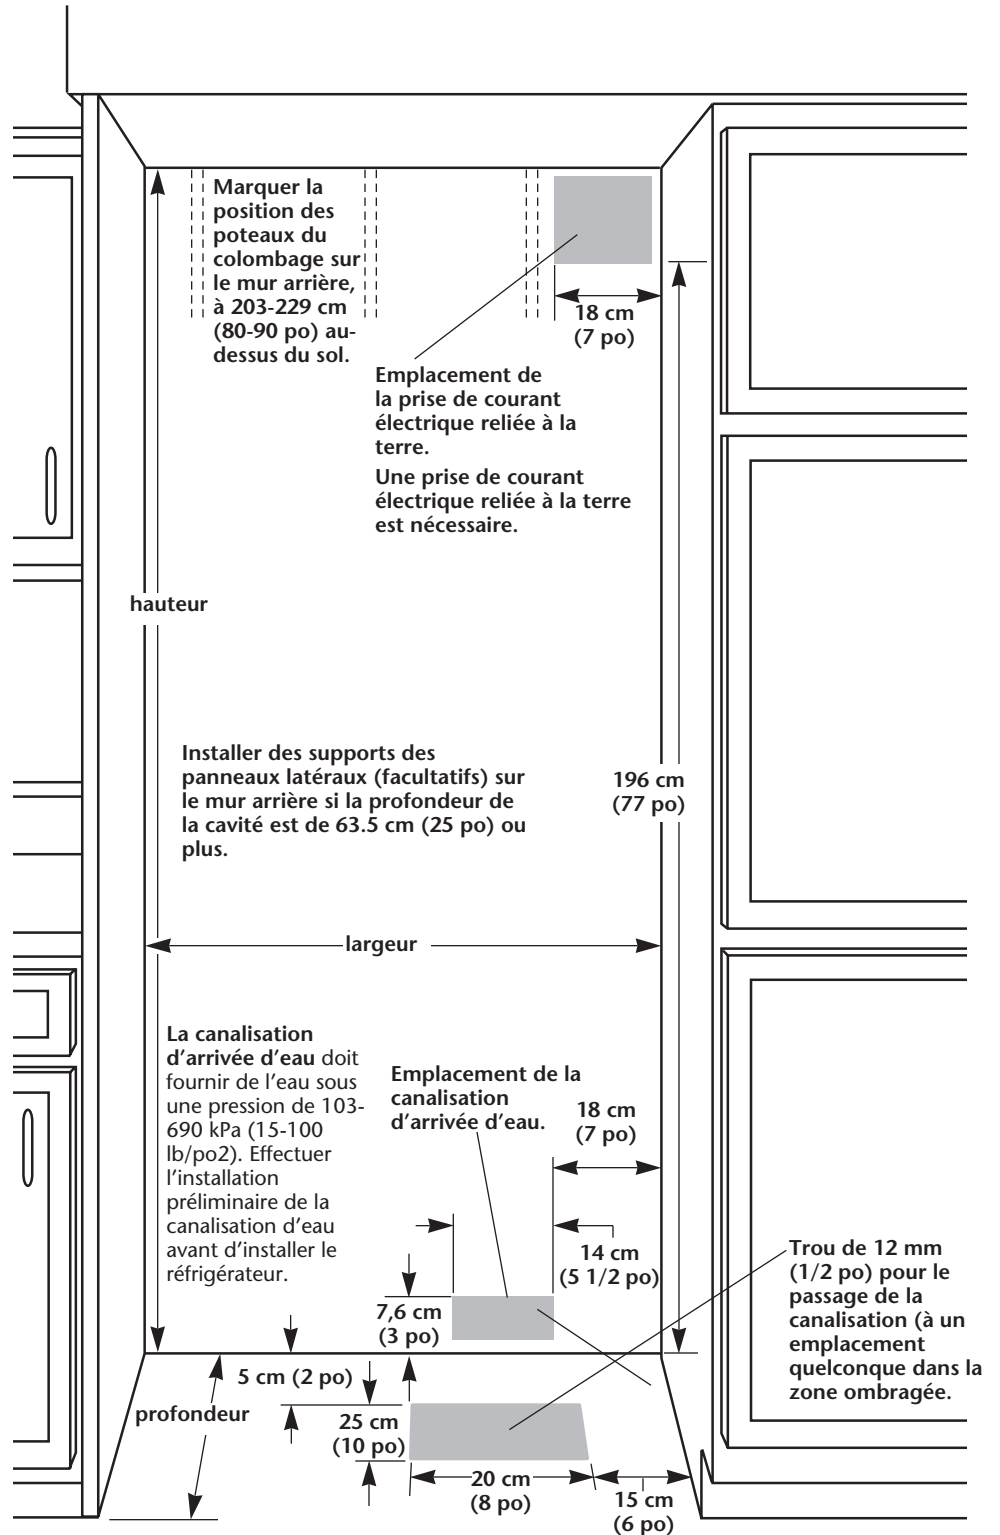 Marquer la
position des
poteaux du
colombage sur
le mur arrière,
à 203-229 cm
(80-90 po) au-
dessus du sol.
18 cm
(7 po)
Emplacement de
la prise de courant
électrique reliée à la
terre.
Une prise de courant
électrique reliée à la terre
est nécessaire.
hauteur
Installer des supports des
panneaux latéraux (facultatifs) sur
le mur arrière si la profondeur de
la cavité est de 63.5 cm (25 po) ou
plus.
196 cm
(77 po)
largeur
La canalisation
d'arrivée d'eau doit
fournir de l'eau sous
une pression de 103-
690 kPa (15-100
lb/po2). Effectuer
l'installation
préliminaire de la
canalisation d'eau
avant d'installer le
réfrigérateur.
Emplacement de la
canalisation
d'arrivée d'eau.
18 cm
(7 po)
14 cm
(5 1/2 po)
7,6 cm
(3 po)
Trou de 12 mm
(1/2 po) pour le
passage de la
canalisation (à un
emplacement
quelconque dans la
zone ombragée.
5 cm (2 po)
profondeur
25 cm
(10 po)
20 cm
(8 po)
15 cm
(6 po)